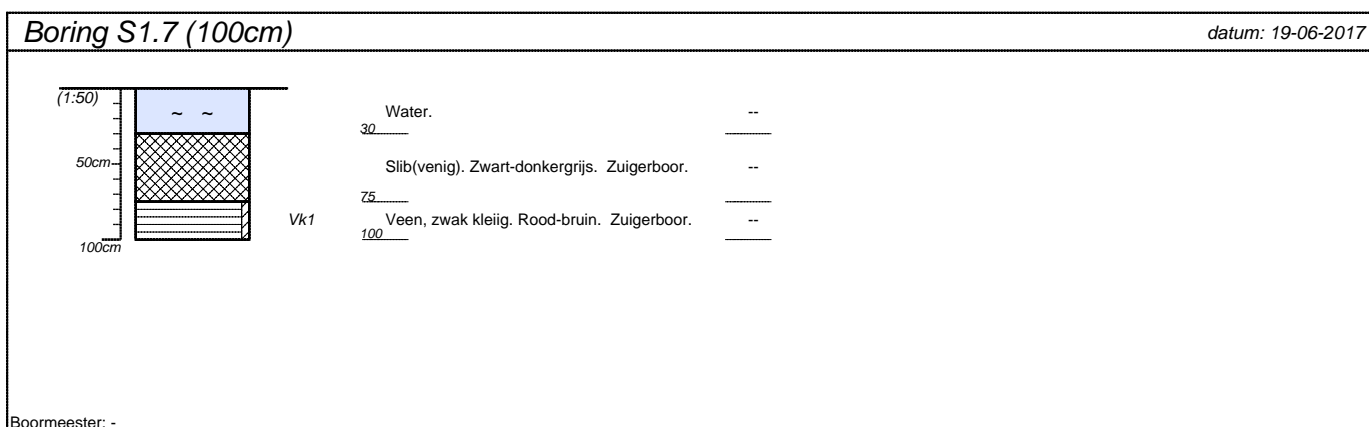 Boring S1.7 (100cm) datum: 19-06-2017
(1:50)
~ ~ Water. --
30
50cm Slib(venig). Zwart-donkergrijs. Zuigerboor. --
75
Vk1 Veen, zwak kleiig. Rood-bruin. Zuigerboor. --
100
100cm
Boormeester: -